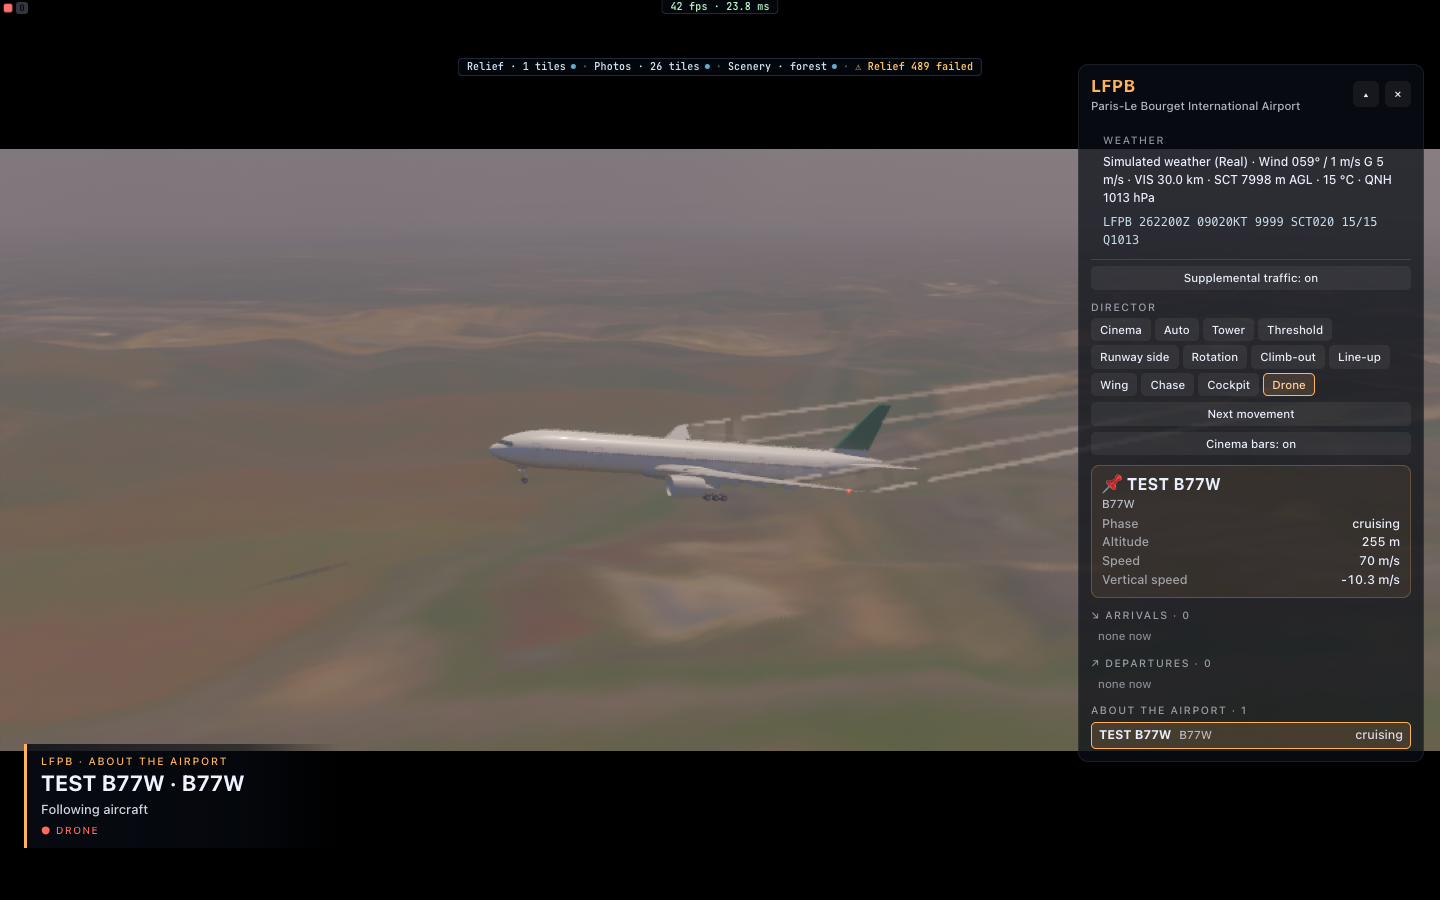 0
42 fps · 23.8 ms
Relief · 1 tiles · Photos · 26 tiles · Scenery · forest · ⚠ Relief 489 failed
LFPB
Paris-Le Bourget International Airport
WEATHER
Simulated weather (Real) · Wind 059° / 1 m/s G 5
m/s · VIS 30.0 km · SCT 7998 m AGL · 15 °C · QNH
1013 hPa
LFPB 262200Z 09020KT 9999 SCT020 15/15
Q1013
Supplemental traffic: on
DIRECTOR
Cinema Auto Tower Threshold
Runway side Rotation Climb-out Line-up
Wing Chase Cockpit Drone
Next movement
Cinema bars: on
📌 TEST B77W
B77W
Phase cruising
Altitude 255 m
Speed 70 m/s
Vertical speed -10.3 m/s
↘ ARRIVALS · 0
none now
↗ DEPARTURES · 0
none now
ABOUT THE AIRPORT · 1
TEST B77W B77W cruising
LFPB · ABOUT THE AIRPORT
TEST B77W · B77W
Following aircraft
DRONE